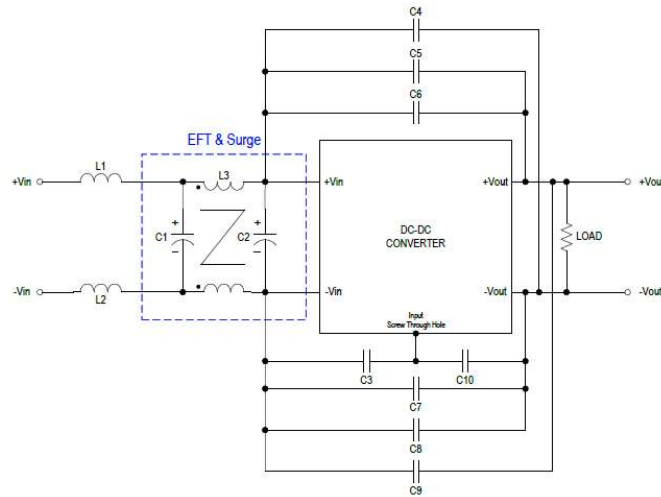 C4
C5
C6
EFT & Surge
L1
L3
+Vin
+Vin
+Vout
+Vou
C1
+
-
C2
+
-
DC-DC
CONVERTER
LOAD
-Vin
L2
-Vin
-Vout
-Vout
Input
Screw Through Hole
C3
C10
C7
C8
C9